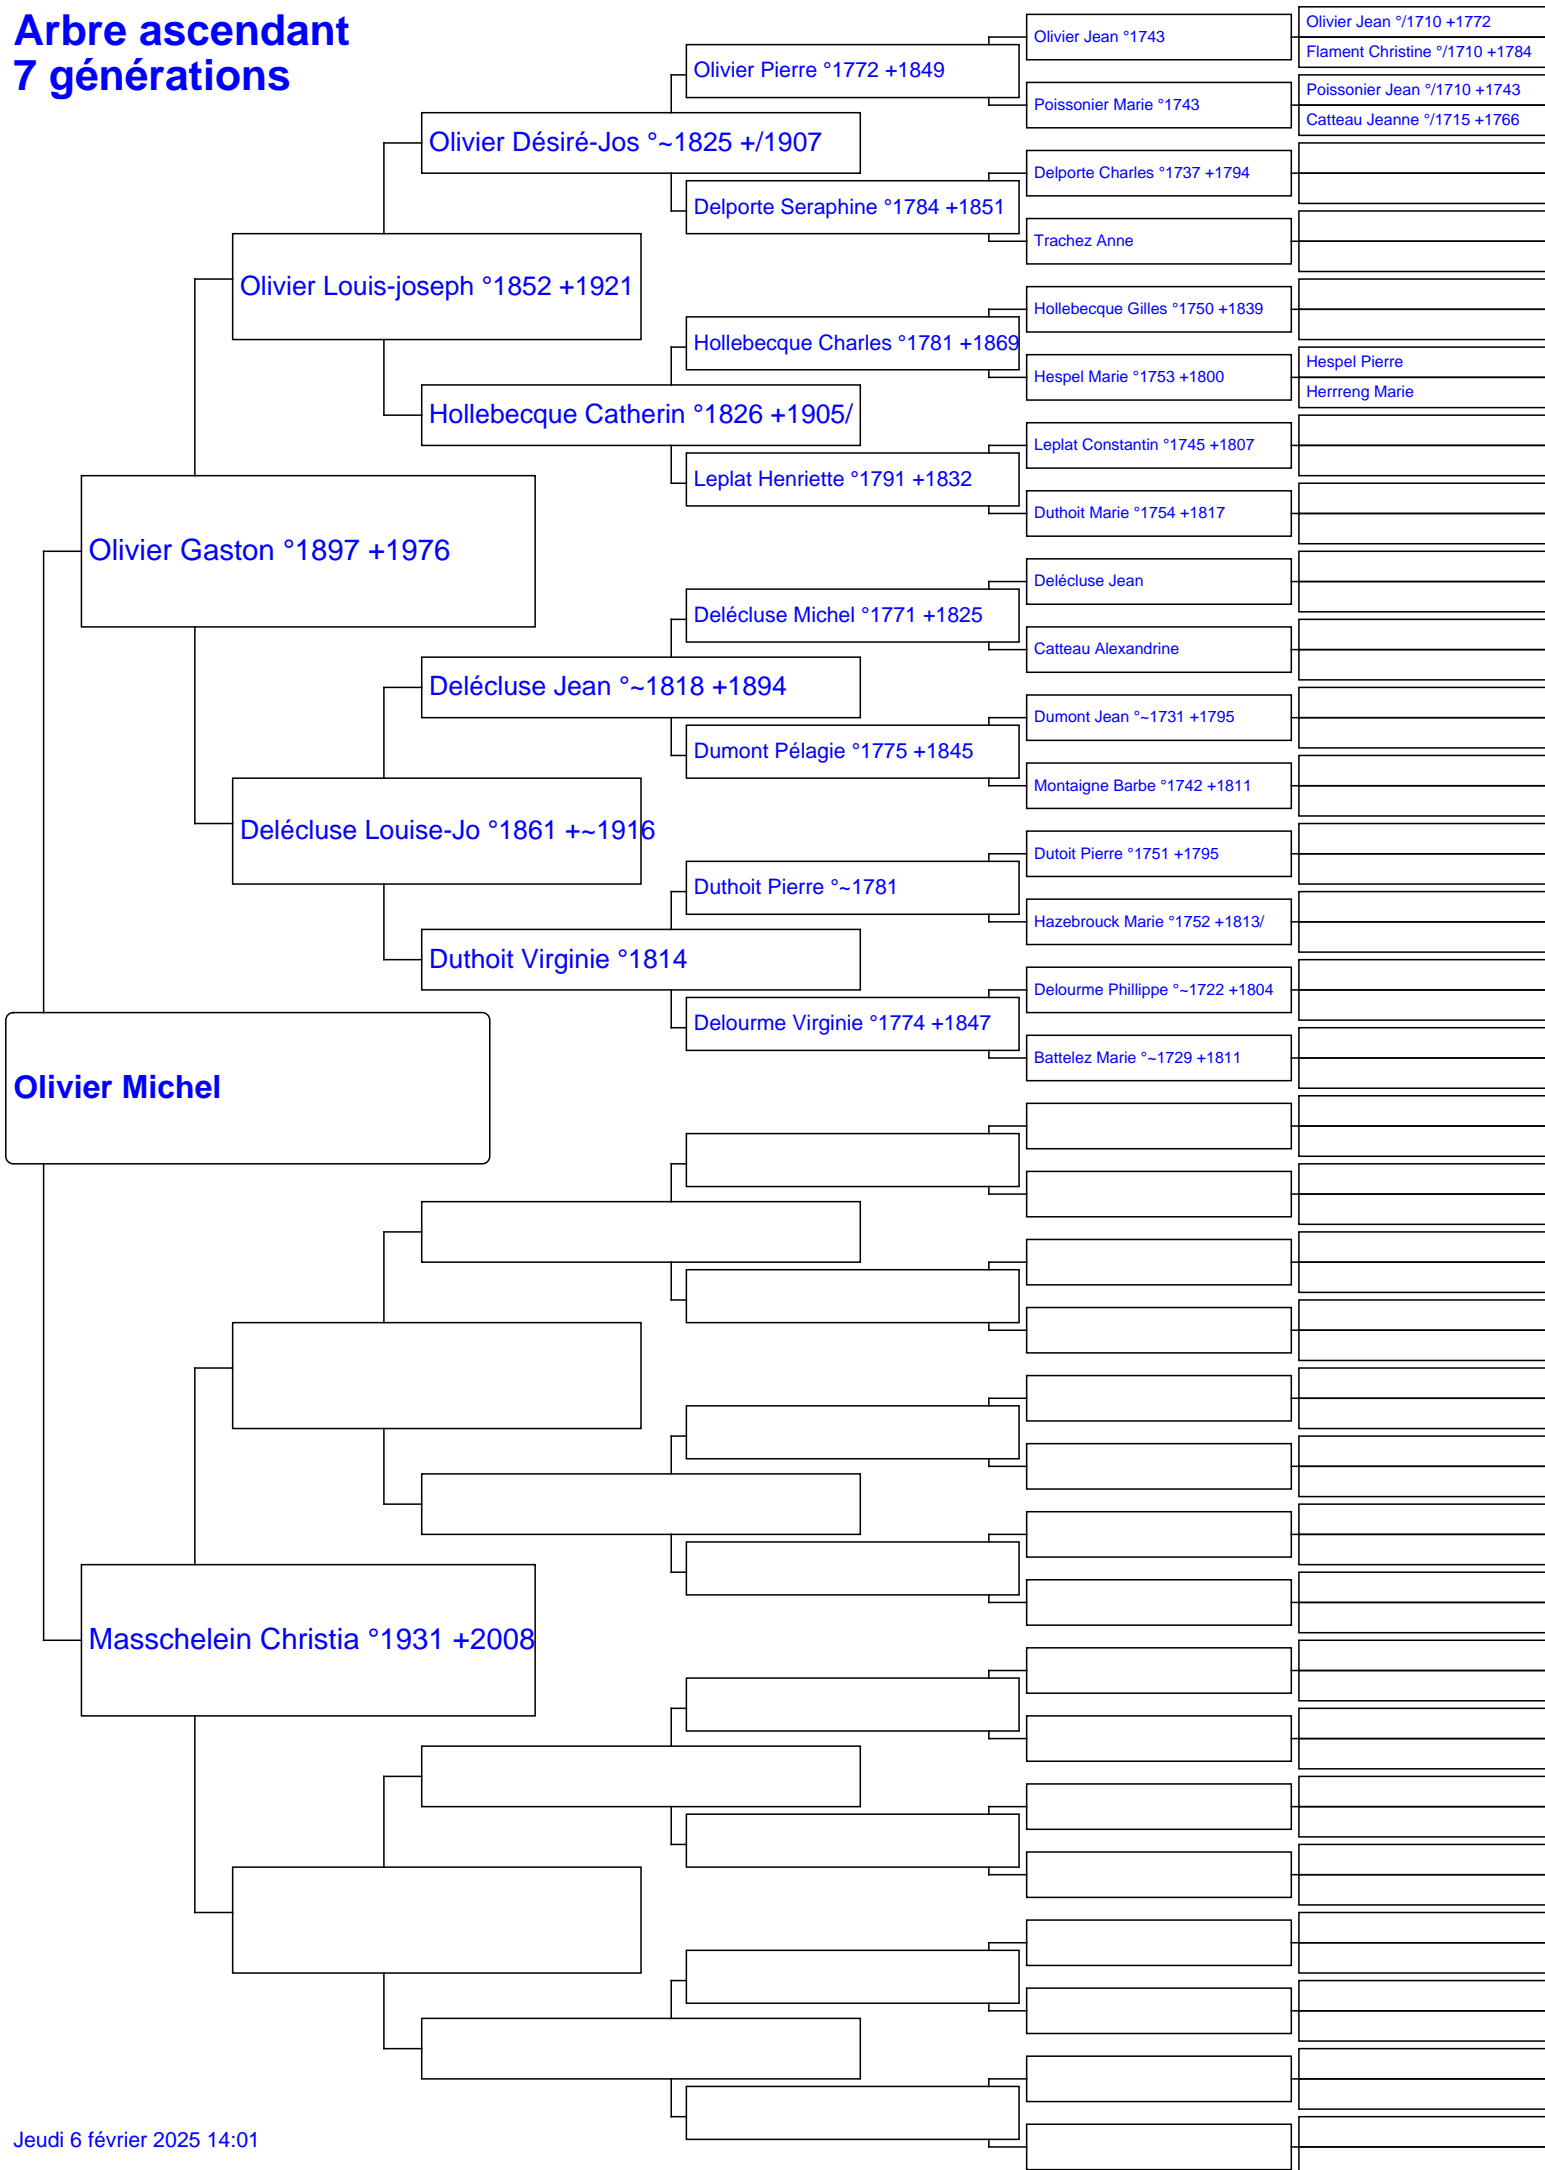 Arbre ascendant
7 générations
Olivier Michel
Olivier Gaston °1897 +1976
Masschelein Christia °1931 +2008
Olivier Louis-joseph °1852 +1921
Delécluse Louise-Jo °1861 +~1916
Olivier Désiré-Jos °~1825 +/1907
Hollebecque Catherin °1826 +1905/
Delécluse Jean °~1818 +1894
Duthoit Virginie °1814
Olivier Pierre °1772 +1849
Delporte Seraphine °1784 +1851
Hollebecque Charles °1781 +1869
Leplat Henriette °1791 +1832
Delécluse Michel °1771 +1825
Dumont Pélagie °1775 +1845
Duthoit Pierre °~1781
Delourme Virginie °1774 +1847
Olivier Jean °1743
Poissonier Marie °1743
Delporte Charles °1737 +1794
Trachez Anne
Hollebecque Gilles °1750 +1839
Hespel Marie °1753 +1800
Leplat Constantin °1745 +1807
Duthoit Marie °1754 +1817
Delécluse Jean
Catteau Alexandrine
Dumont Jean °~1731 +1795
Montaigne Barbe °1742 +1811
Dutoit Pierre °1751 +1795
Hazebrouck Marie °1752 +1813/
Delourme Phillippe °~1722 +1804
Battelez Marie °~1729 +1811
Olivier Jean °/1710 +1772
Flament Christine °/1710 +1784
Poissonier Jean °/1710 +1743
Catteau Jeanne °/1715 +1766
Hespel Pierre
Herrreng Marie
Jeudi 6 février 2025 14:01